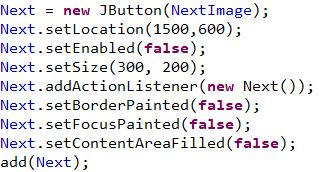 Next = new JButton(NextImage);
Next.setLocation(1500,600);
Next.setEnabled(false);
Next.setSize(300, 200);
Next.addActionListener(new Next());
Next.setBorderPainted(false);
Next.setFocusPainted(false);
Next.setContentAreaFilled(false);
add(Next);